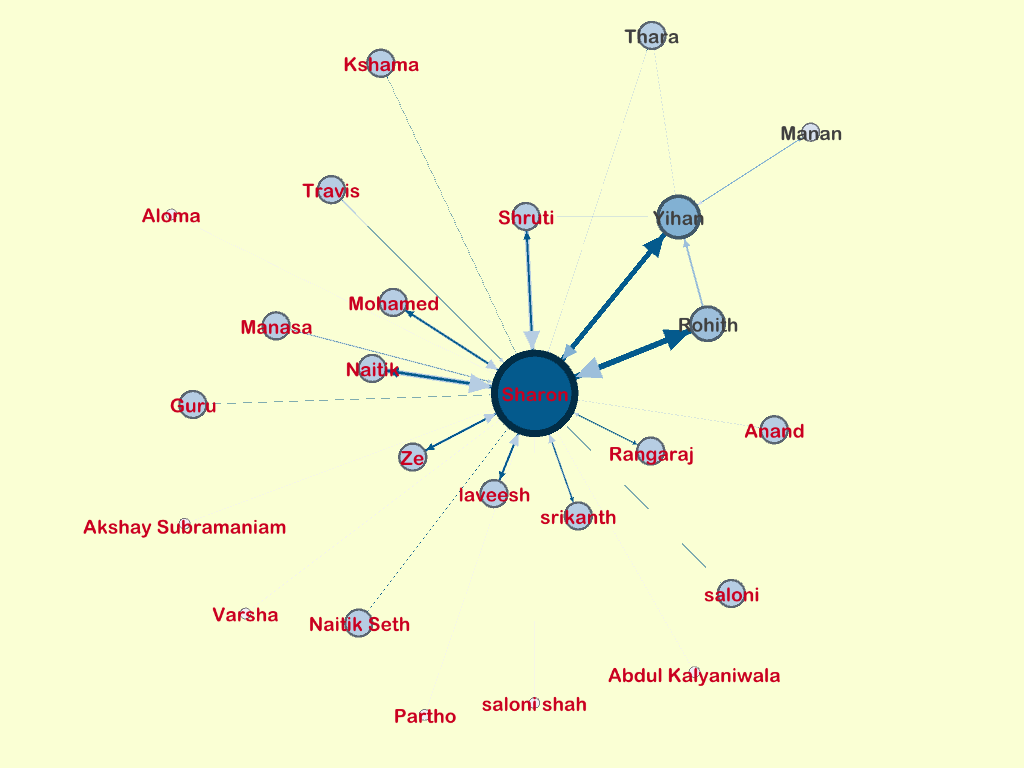 Thara
Kshama
Manan
Travis
Aloma
Shruti
Yihan
Mohamed
Manasa
Rohith
Naitik
Sharon
Guru
Anand
Ze
Rangaraj
laveesh
srikanth
Akshay Subramaniam
saloni
Varsha
Naitik Seth
Abdul Kalyaniwala
saloni shah
Partho